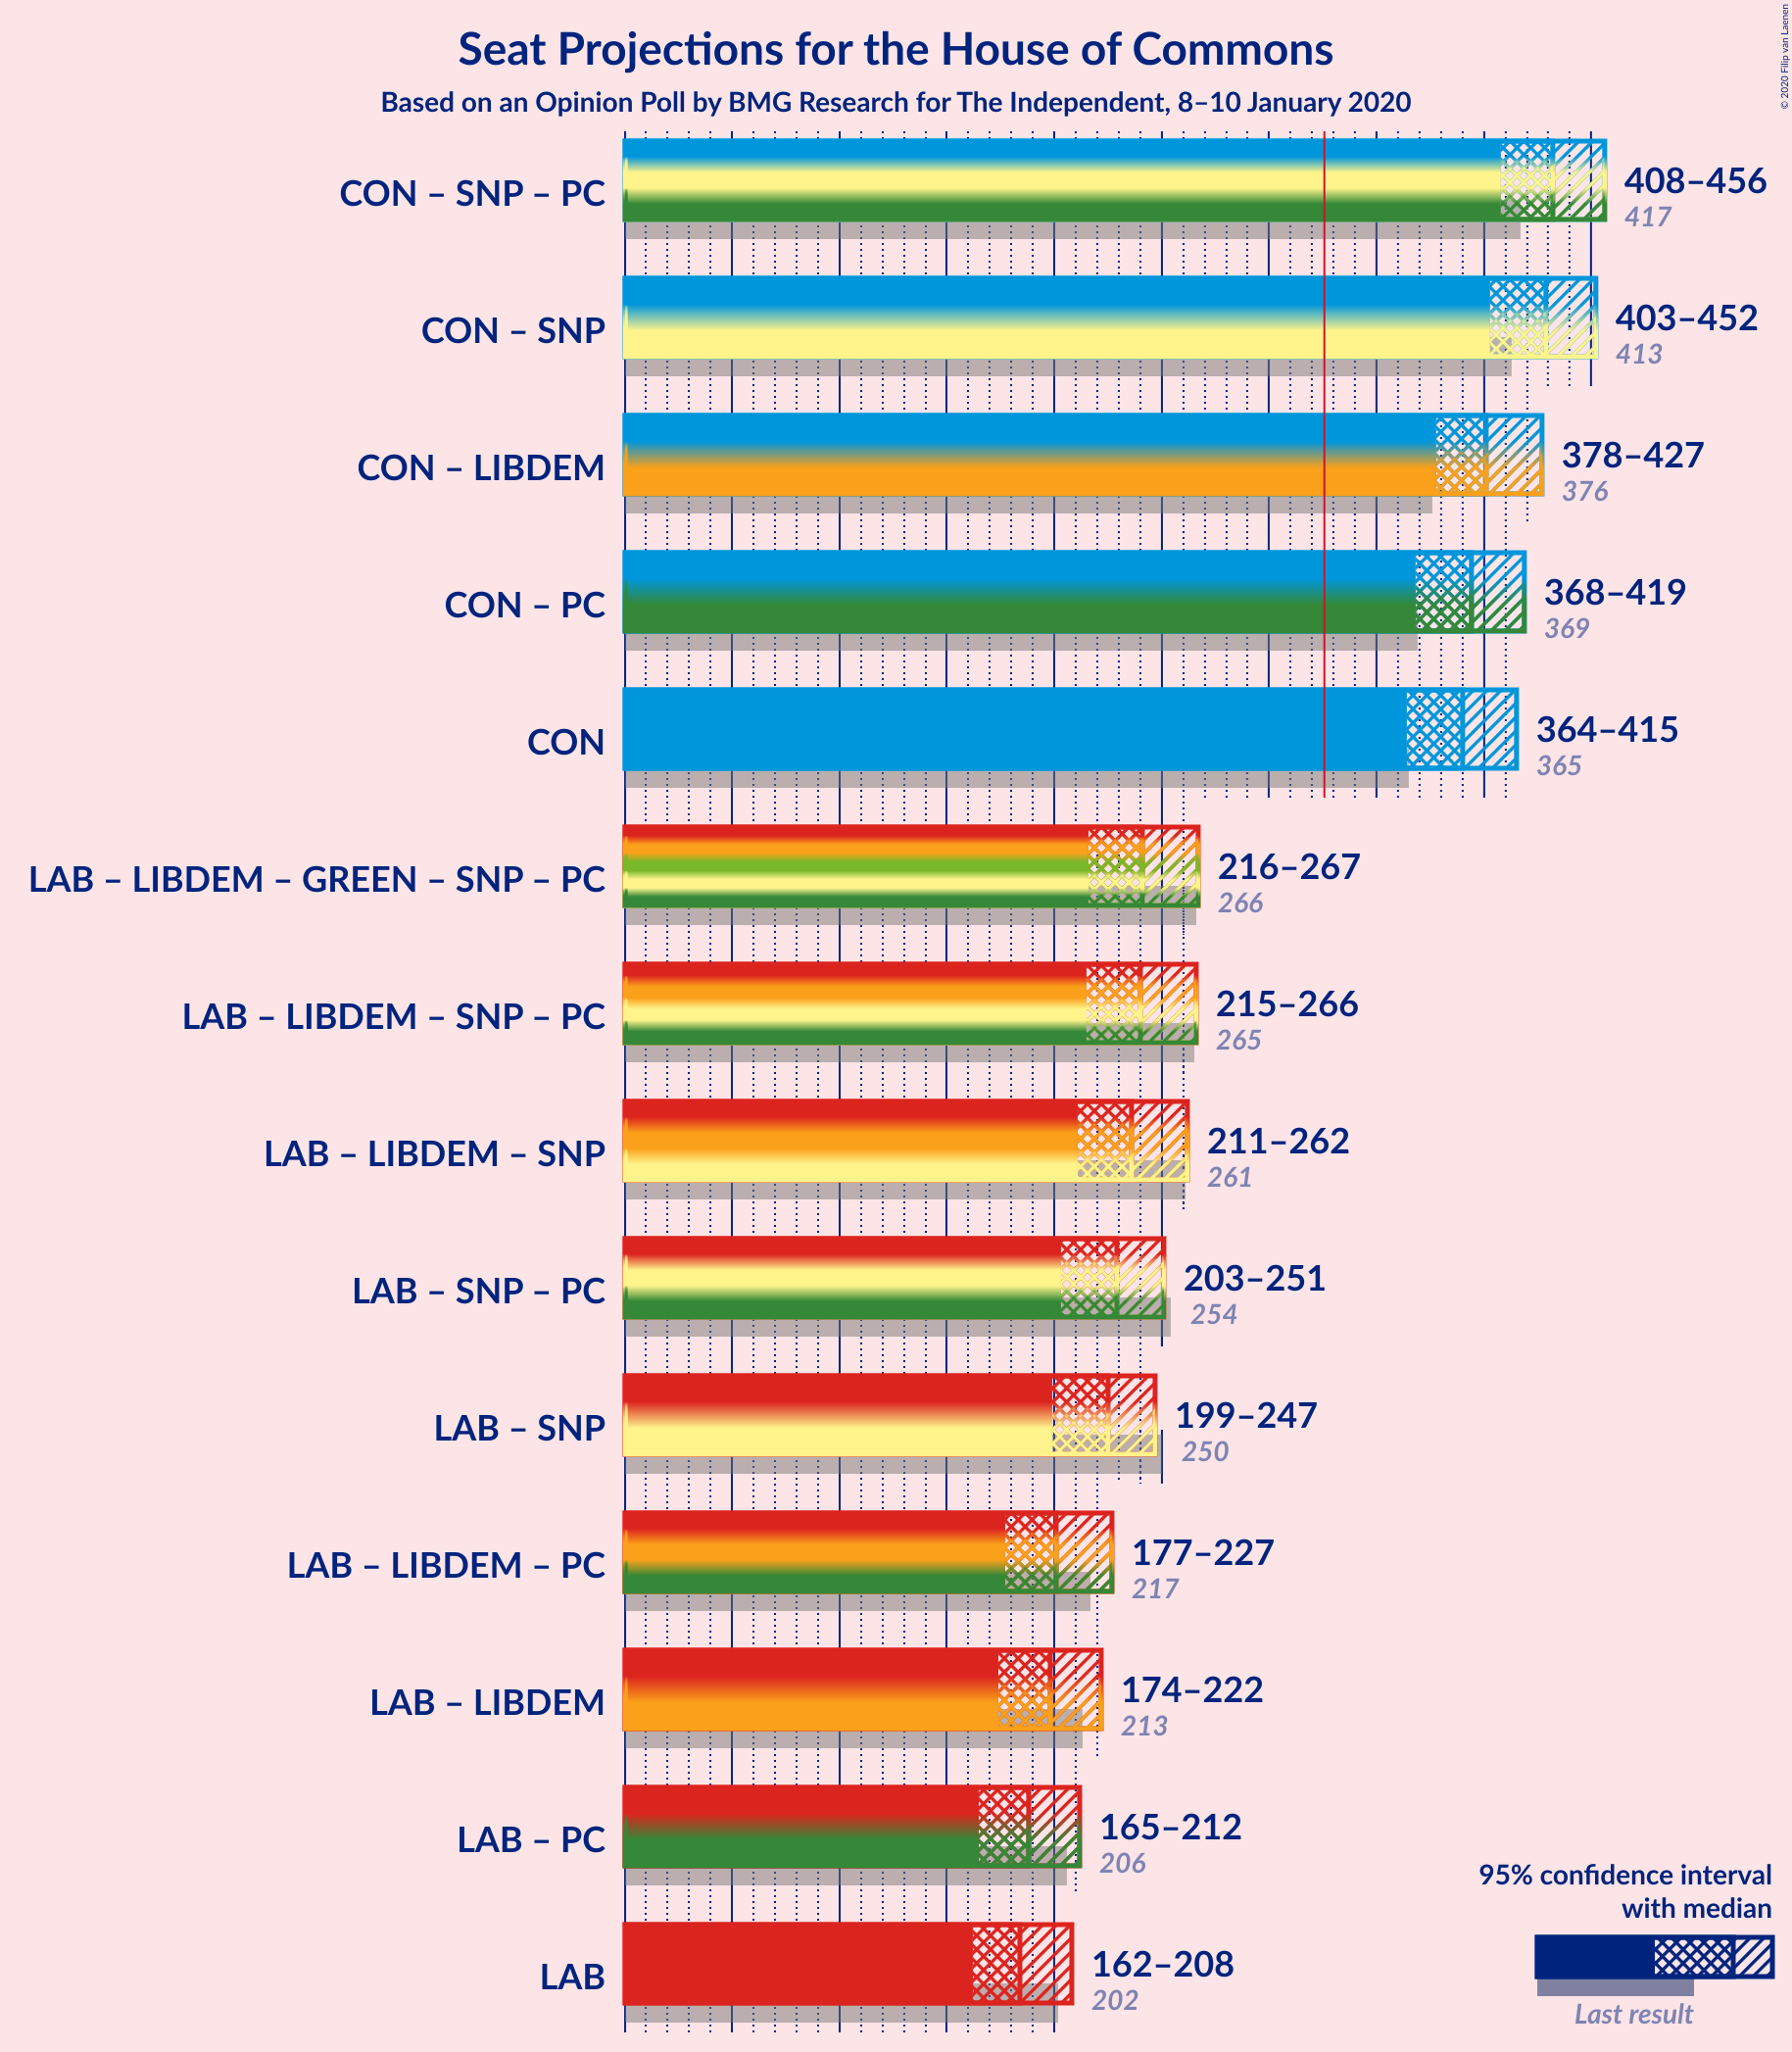 Seat Projections for the House of Commons
Based on an Opinion Poll by BMG Research for The Independent, 8–10 January 2020
© 2020 Filip van Laenen
CON – SNP – PC
408–456
417
CON – SNP
403–452
413
CON – LIBDEM
378–427
376
CON – PC
368–419
369
CON
364–415
365
LAB – LIBDEM – GREEN – SNP – PC
216–267
266
LAB – LIBDEM – SNP – PC
215–266
265
LAB – LIBDEM – SNP
211–262
261
LAB – SNP – PC
203–251
254
LAB – SNP
199–247
250
LAB – LIBDEM – PC
177–227
217
LAB – LIBDEM
174–222
213
LAB – PC
165–212
206
LAB
162–208
202
95% confidence interval
with median
Last result